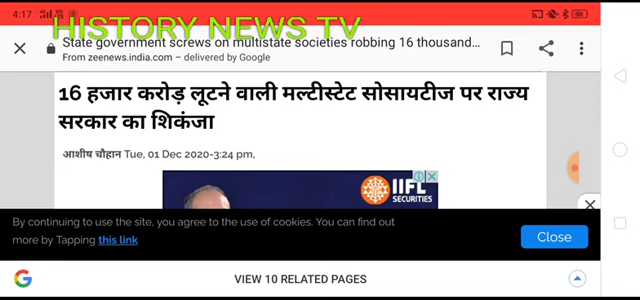 4:17
HISTORY NEWS TV
State government screws on multistate societies robbing 16 thousand...
From zeenews.india.com – delivered by Google
16 हजार करोड़ लूटने वाली मल्टीस्टेट सोसायटीज पर राज्य
सरकार का शिकंजा
आशीष चौहान Tue, 01 Dec 2020-3:24 pm,
IIFL
SECURITIES
By continuing to use the site, you agree to the use of cookies. You can find out
more by Tapping this link
Close
VIEW 10 RELATED PAGES